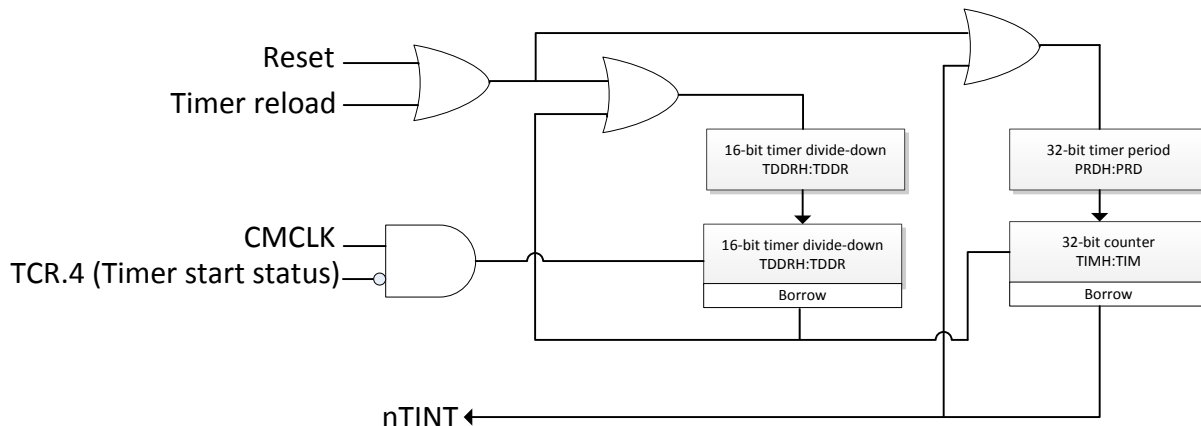 Reset
Timer reload
16-bit timer divide-down
TDDRH:TDDR
32-bit timer period
PRDH:PRD
CMCLK
TCR.4 (Timer start status)
16-bit timer divide-down
TDDRH:TDDR
Borrow
32-bit counter
TIMH:TIM
Borrow
nTINT